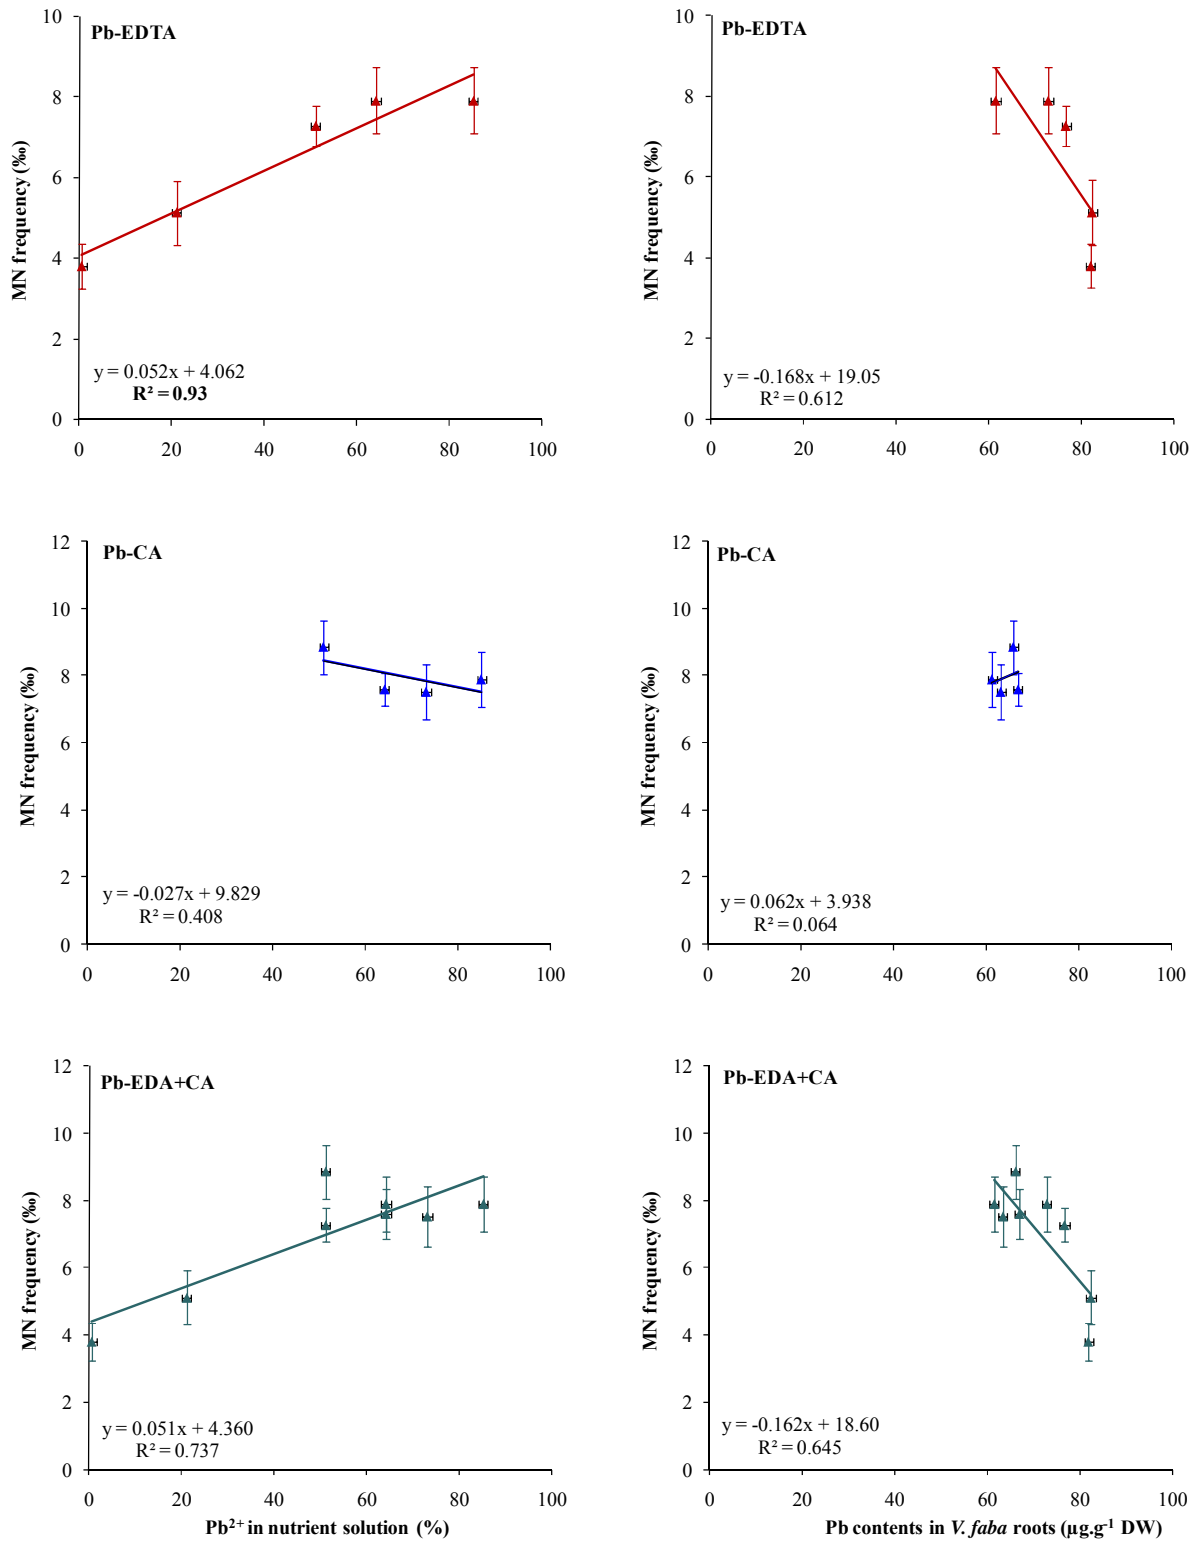 Pb-EDTA
MN frequency (‰)
10
8
6
4
2
0
y = 0.052x + 4.062
R² = 0.93
0 20 40 60 80 100
Pb-EDTA
MN frequency (‰)
10
8
6
4
2
0
y = -0.168x + 19.05
R² = 0.612
0 20 40 60 80 100
Pb-CA
MN frequency (‰)
12
10
8
6
4
2
0
y = -0.027x + 9.829
R² = 0.408
0 20 40 60 80 100
Pb-CA
MN frequency (‰)
12
10
8
6
4
2
0
y = 0.062x + 3.938
R² = 0.064
0 20 40 60 80 100
Pb-EDA+CA
MN frequency (‰)
12
10
8
6
4
2
0
y = 0.051x + 4.360
R² = 0.737
0 20 40 60 80 100
Pb²⁺ in nutrient solution (%)
Pb-EDA+CA
MN frequency (‰)
12
10
8
6
4
2
0
y = -0.162x + 18.60
R² = 0.645
0 20 40 60 80 100
Pb contents in V. faba roots (µg.g⁻¹ DW)